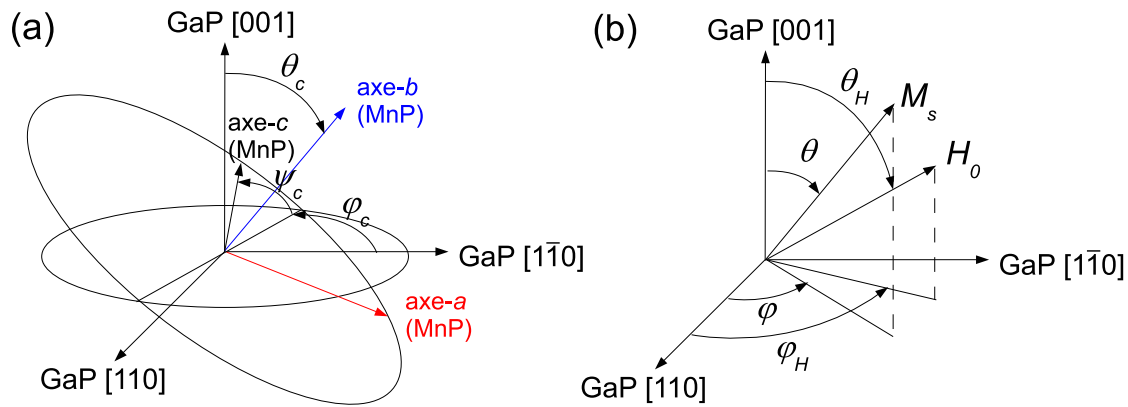 (a)
GaP [001]
θc
axe-b
(MnP)
axe-c
(MnP)
ψc
φc
GaP [11̄0]
axe-a
(MnP)
GaP [110]
(b)
GaP [001]
θH
Ms
θ
H0
GaP [11̄0]
φ
φH
GaP [110]